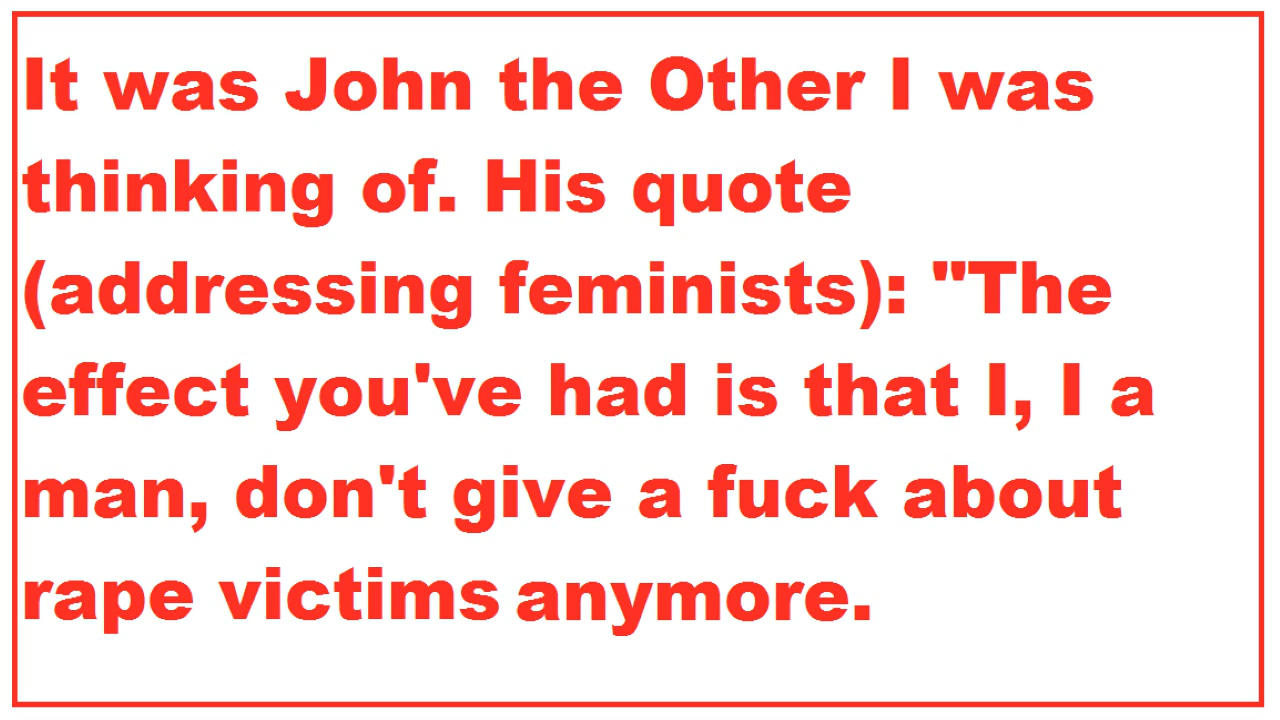 It was John the Other I was
thinking of. His quote
(addressing feminists): "The
effect you've had is that I, I a
man, don't give a fuck about
rape victims anymore.